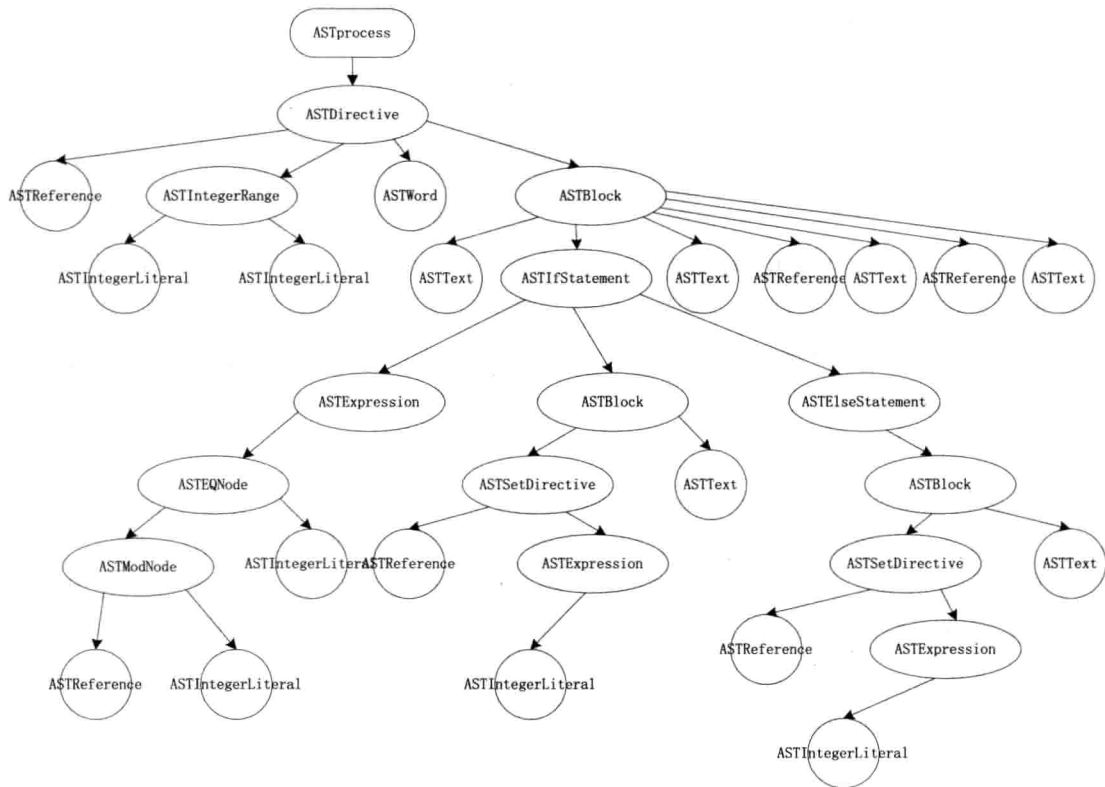 ASTprocess
ASTDirective
ASTReference
ASTIntegerRange
ASTWord
ASTBlock
ASTIntegerLiteral
ASTIntegerLiteral
ASTText
ASTIfStatement
ASTText
ASTReference
ASTText
ASTReference
ASTText
ASTExpression
ASTBlock
ASTElseStatement
ASTEQNode
ASTSetDirective
ASTText
ASTBlock
ASTModNode
ASTIntegerLiteral
ASTReference
ASTExpression
ASTSetDirective
ASTText
ASTReference
ASTIntegerLiteral
ASTIntegerLiteral
ASTReference
ASTExpression
ASTIntegerLiteral